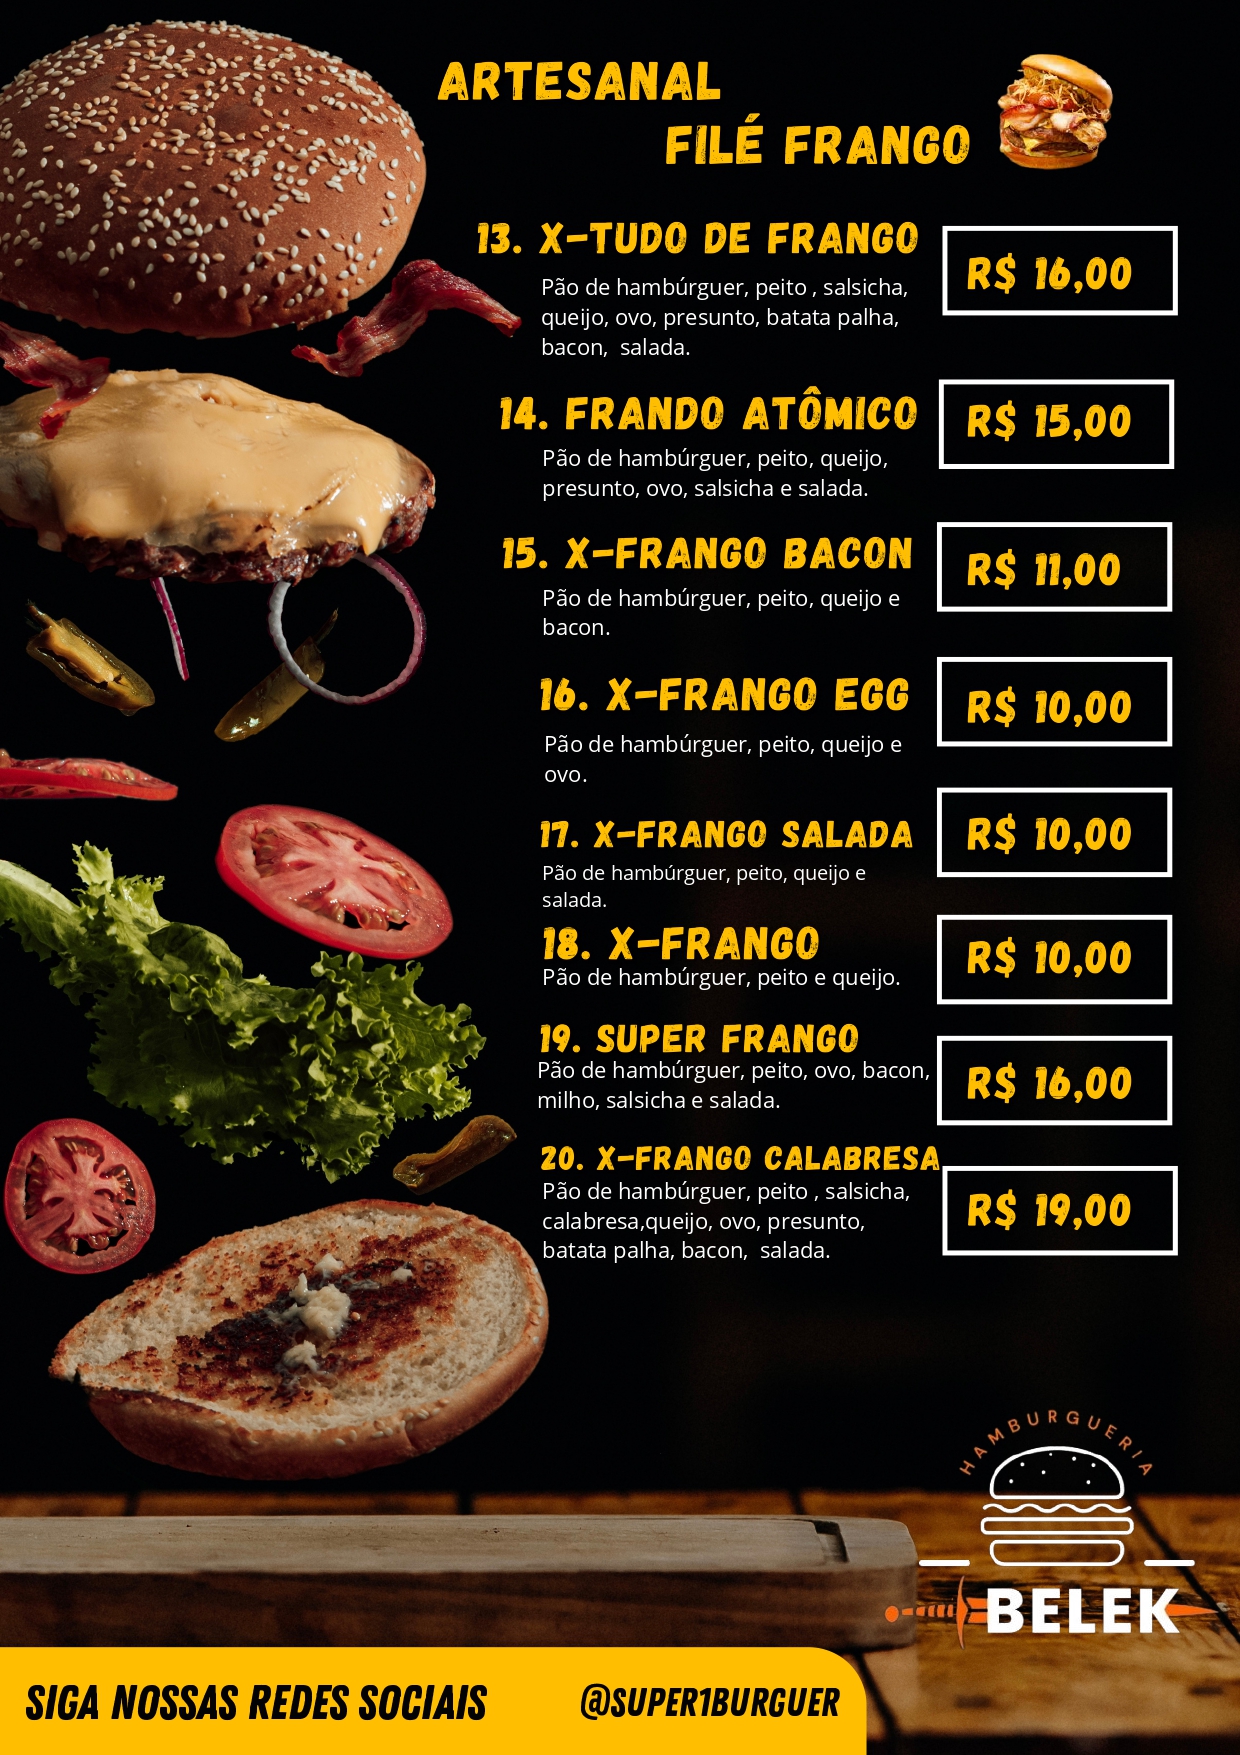 ARTESANAL
FILÉ FRANGO
13. X-TUDO DE FRANGO
R$ 16,00
Pão de hambúrguer, peito , salsicha,
queijo, ovo, presunto, batata palha,
bacon, salada.
14. FRANDO ATÔMICO
R$ 15,00
Pão de hambúrguer, peito, queijo,
presunto, ovo, salsicha e salada.
15. X-FRANGO BACON
R$ 11,00
Pão de hambúrguer, peito, queijo e
bacon.
16. X-FRANGO EGG
R$ 10,00
Pão de hambúrguer, peito, queijo e
ovo.
17. X-FRANGO SALADA
R$ 10,00
Pão de hambúrguer, peito, queijo e
salada.
18. X-FRANGO
R$ 10,00
Pão de hambúrguer, peito e queijo.
19. SUPER FRANGO
R$ 16,00
Pão de hambúrguer, peito, ovo, bacon,
milho, salsicha e salada.
20. X-FRANGO CALABRESA
R$ 19,00
Pão de hambúrguer, peito , salsicha,
calabresa,queijo, ovo, presunto,
batata palha, bacon, salada.
HAMBURGUERIA
BELEK
SIGA NOSSAS REDES SOCIAIS
@SUPER1BURGUER